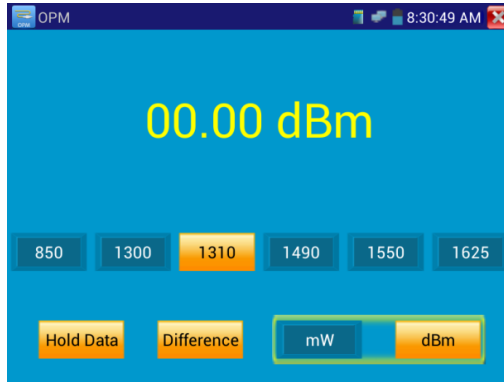 OPM 8:30:49 AM
OPM
00.00 dBm
850 1300 1310 1490 1550 1625
Hold Data Difference mW dBm